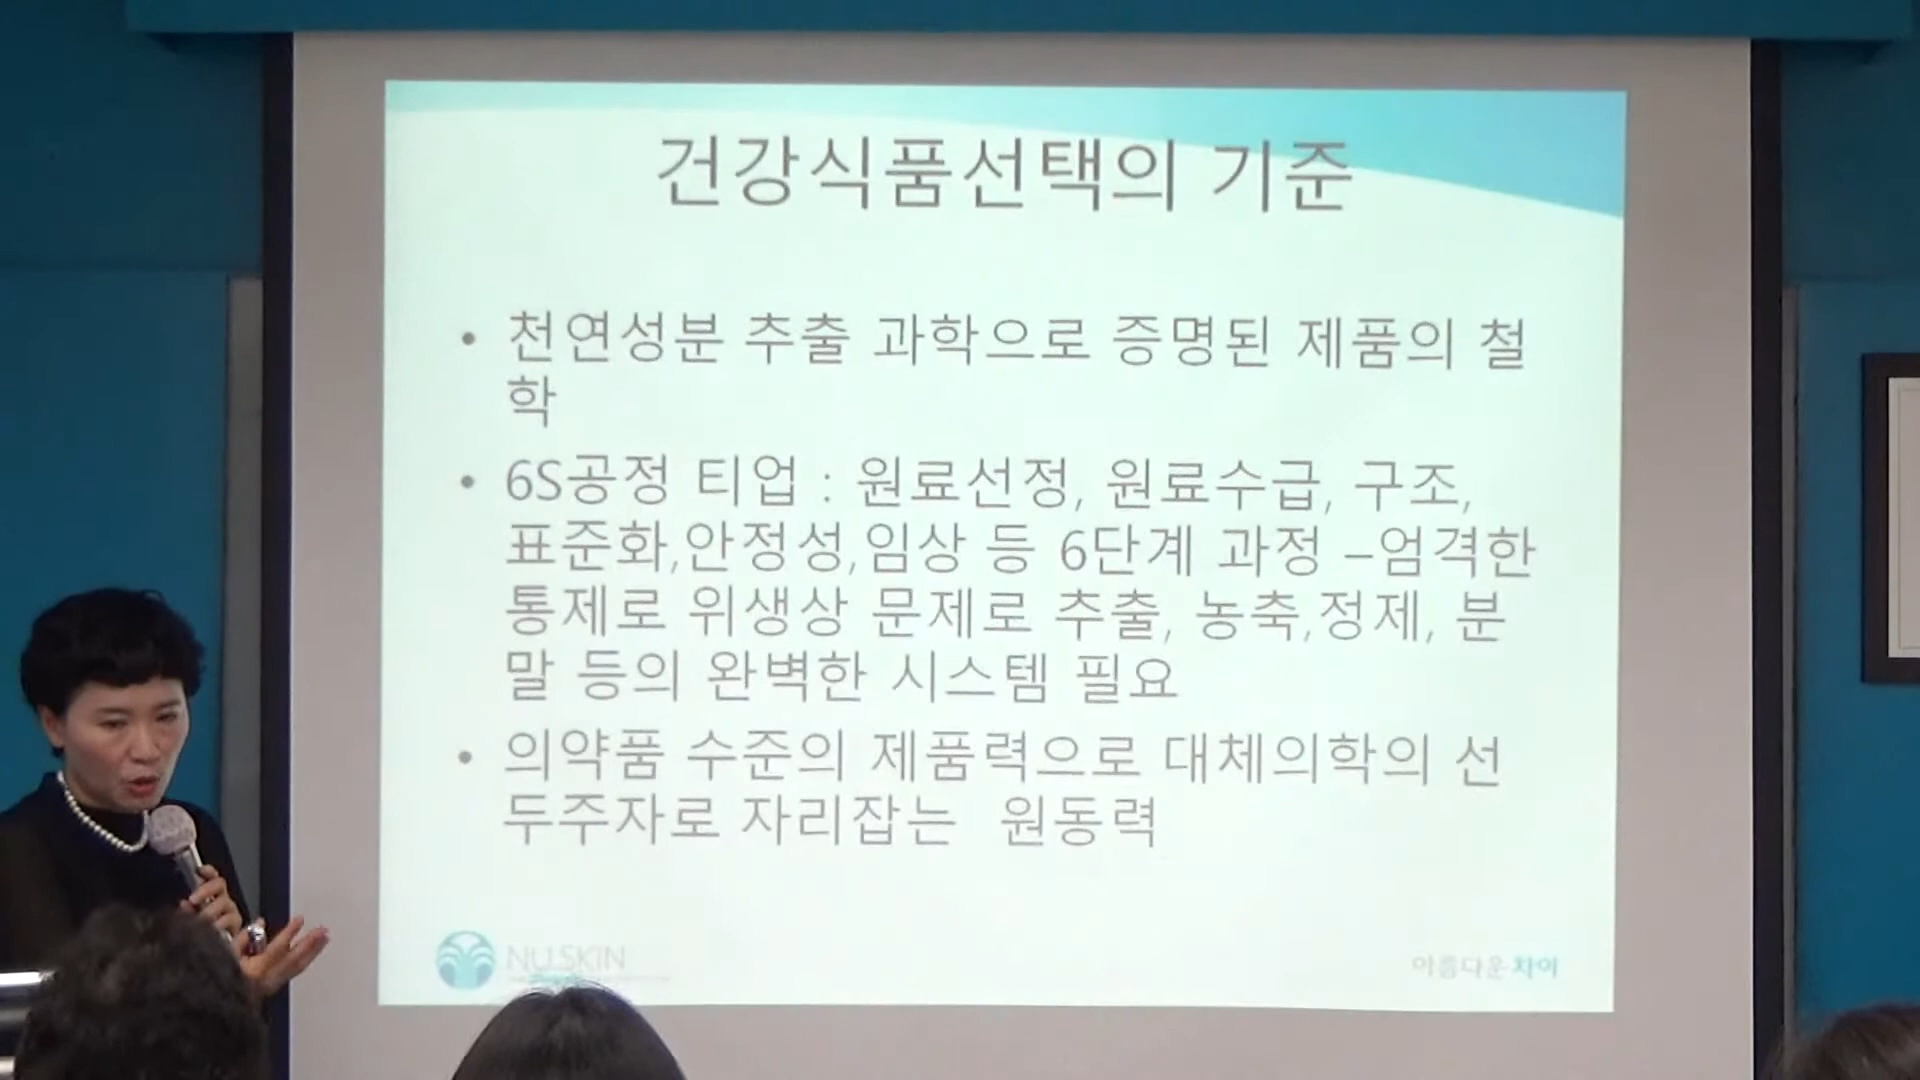 건강식품선택의 기준
• 천연성분 추출 과학으로 증명된 제품의 철
학
• 6S공정 티업 : 원료선정, 원료수급, 구조,
표준화,안정성,임상 등 6단계 과정 –엄격한
통제로 위생상 문제로 추출, 농축,정제, 분
말 등의 완벽한 시스템 필요
• 의약품 수준의 제품력으로 대체의학의 선
두주자로 자리잡는 원동력
NU SKIN
아름다운 차이